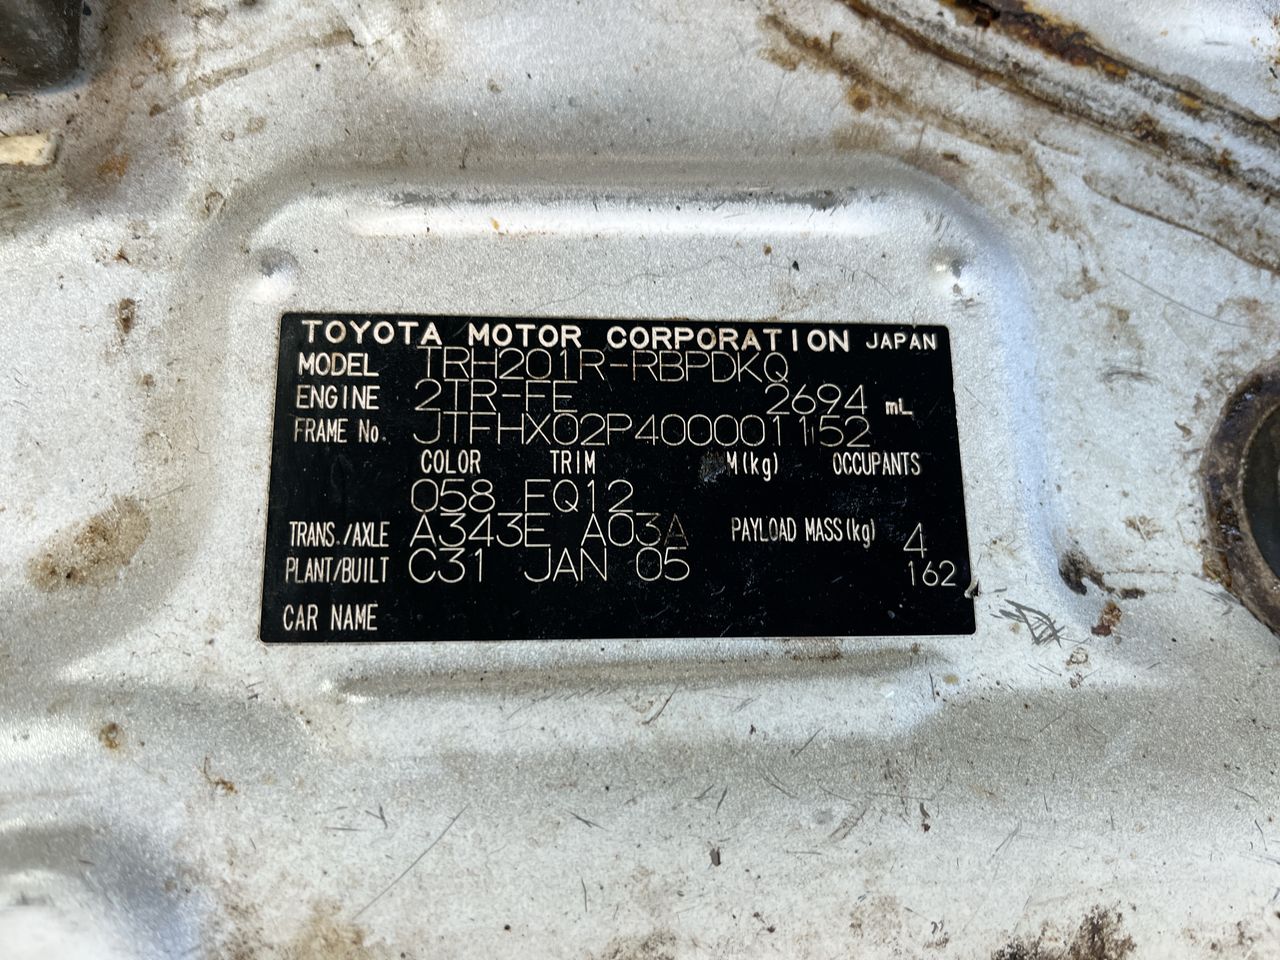 TOYOTA MOTOR CORPORATION JAPAN
MODEL TRH201R-RBPDKQ
ENGINE 2TR-FE 2694 mL
FRAME No. JTFHX02P400001152
COLOR TRIM M(kg) OCCUPANTS
058 FQ12
TRANS./AXLE A343E A03A PAYLOAD MASS(kg) 4
PLANT/BUILT C31 JAN 05 162
CAR NAME